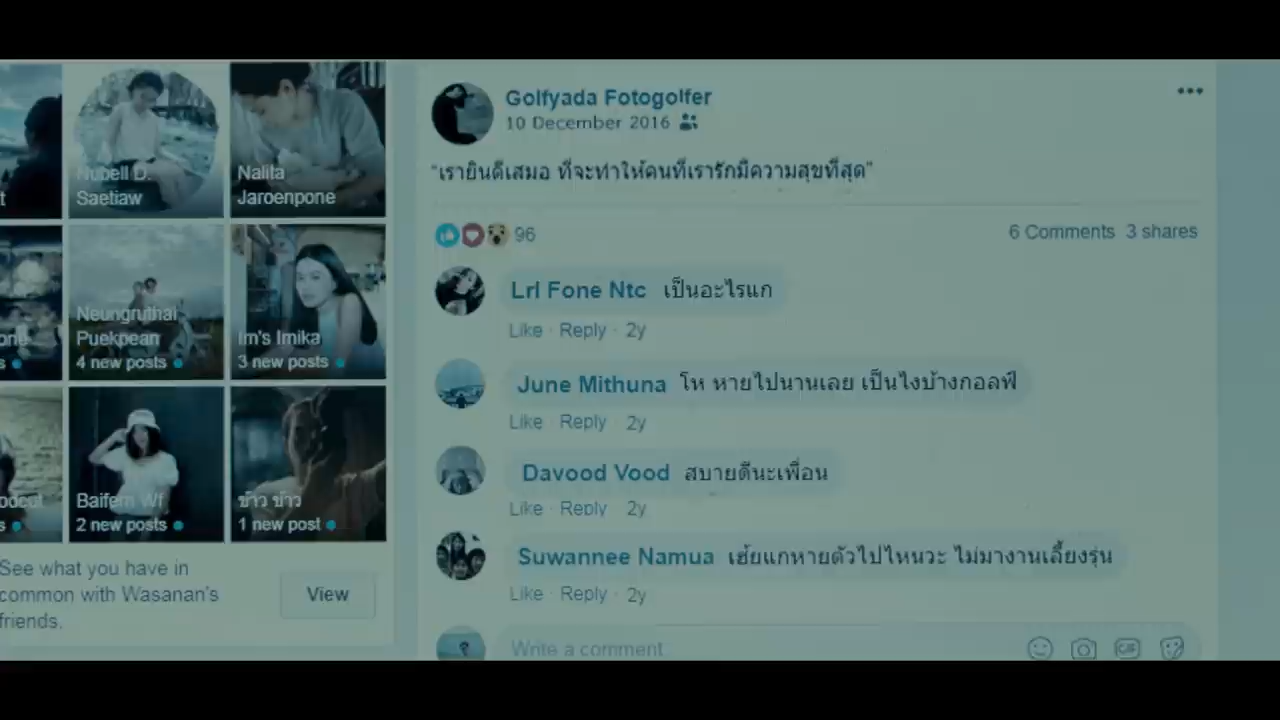 Golfyada Fotogolfer
10 December 2016
“เรายินดีเสมอ ที่จะทำให้คนที่เรารักมีความสุขที่สุด”
96
6 Comments 3 shares
Lrl Fone Ntc เป็นอะไรแก
Like · Reply · 2y
June Mithuna โห หายไปนานเลย เป็นไงบ้างกอลฟ์
Like · Reply · 2y
Davood Vood สบายดีนะเพื่อน
Like · Reply · 2y
Suwannee Namua เฮ้ยแกหายตัวไปไหนวะ ไม่มางานเลี้ยงรุ่น
Like · Reply · 2y
Write a comment
GIF
t
Nubell D.
Saetiaw
Nalita
Jaroenpone
Neungruthai
Puekpean
4 new posts
Im's Imika
3 new posts
Baifern Wf
2 new posts
ข้าว ข้าว
1 new post
See what you have in
common with Wasanan's
friends.
View